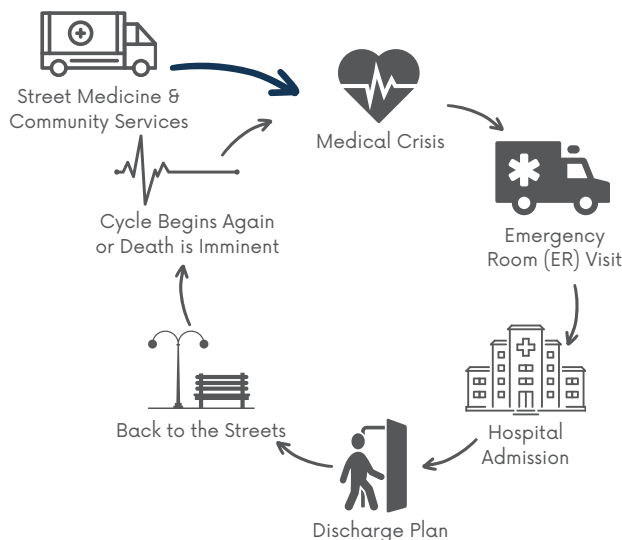 Street Medicine &
Community Services
Medical Crisis
Emergency
Room (ER) Visit
Hospital
Admission
Discharge Plan
Back to the Streets
Cycle Begins Again
or Death is Imminent